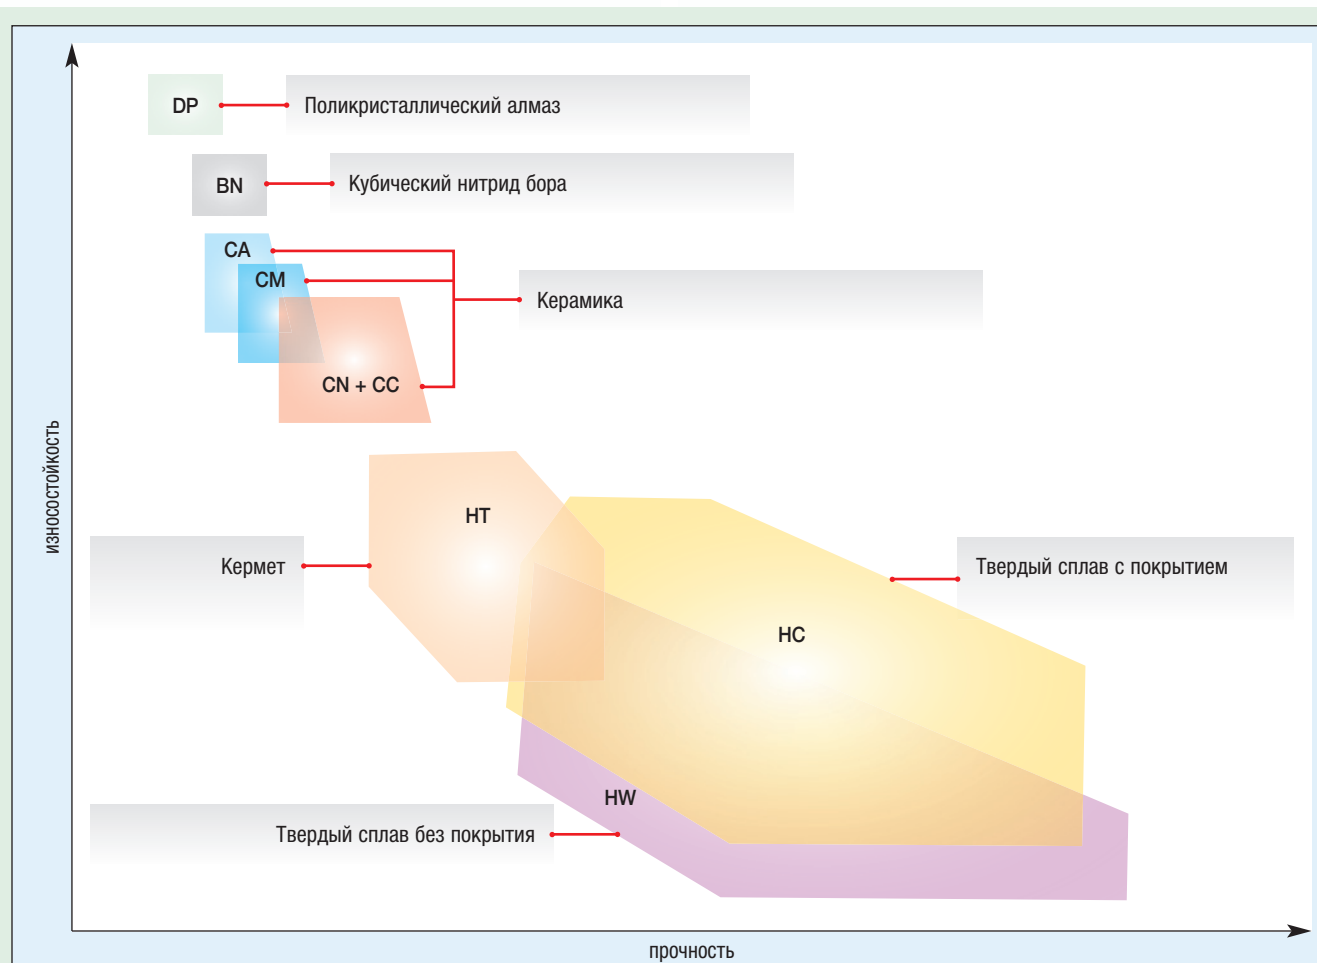 DP
Поликристаллический алмаз
BN
Кубический нитрид бора
CA
CM
Керамика
CN + CC
износостойкость
HT
Кермет
Твердый сплав с покрытием
HC
HW
Твердый сплав без покрытия
прочность